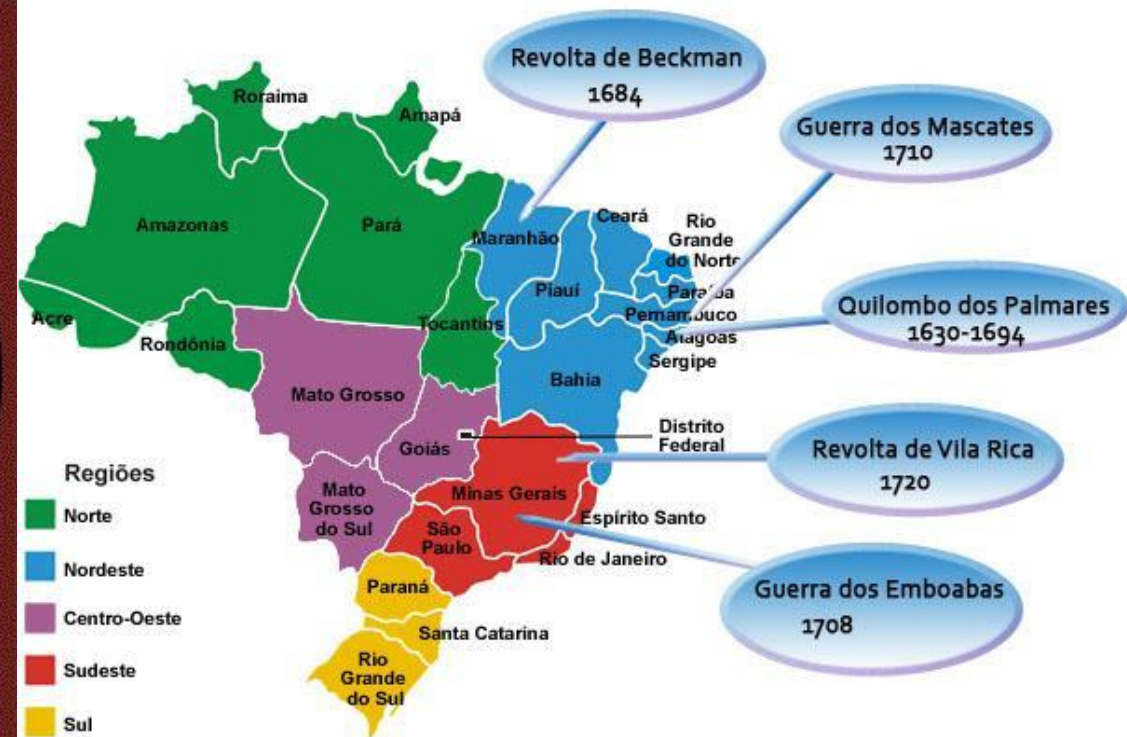 Revolta de Beckman
1684
Guerra dos Mascates
1710
Quilombo dos Palmares
1630-1694
Revolta de Vila Rica
1720
Guerra dos Emboabas
1708
Roraima
Amapá
Amazonas
Pará
Maranhão
Ceará
Rio
Grande
do Norte
Piauí
Paraíba
Pernambuco
Alagoas
Sergipe
Acre
Rondônia
Tocantins
Bahia
Mato Grosso
Goiás
Distrito
Federal
Mato
Grosso
do Sul
Minas Gerais
Espírito Santo
São
Paulo
Rio de Janeiro
Paraná
Santa Catarina
Rio
Grande
do Sul
Regiões
Norte
Nordeste
Centro-Oeste
Sudeste
Sul